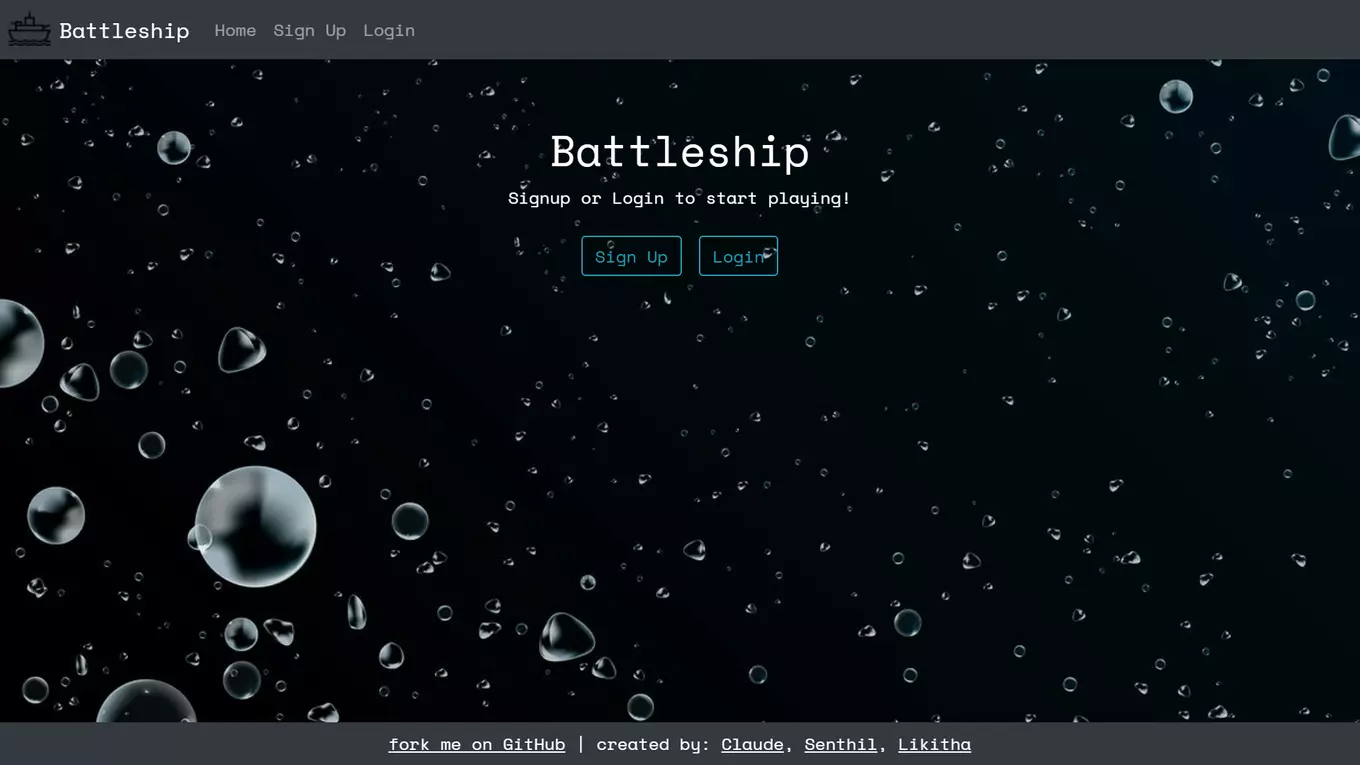 Battleship Home Sign Up Login
Battleship
Signup or Login to start playing!
Sign Up Login
fork me on GitHub | created by: Claude, Senthil, Likitha